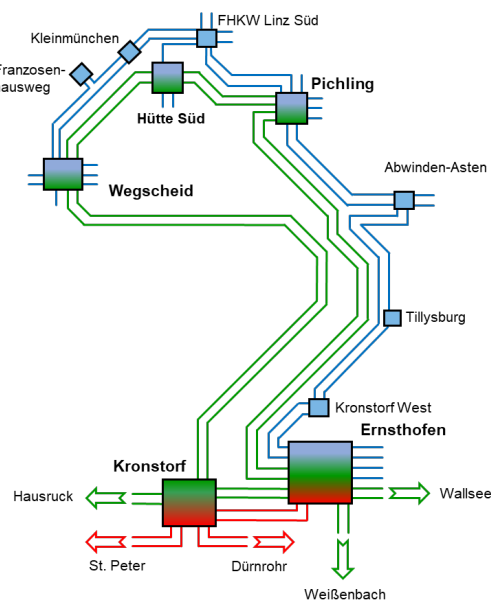 FHKW Linz Süd
Kleinmünchen
Franzosen-
hausweg
Pichling
Hütte Süd
Abwinden-Asten
Wegscheid
Tillysburg
Kronstorf West
Ernsthofen
Kronstorf
Hausruck
Wallsee
St. Peter
Dürnrohr
Weißenbach